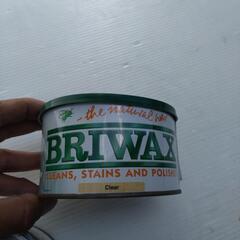 the natural wax
BRIWAX
CLEANS, STAINS AND POLISHES
Clear